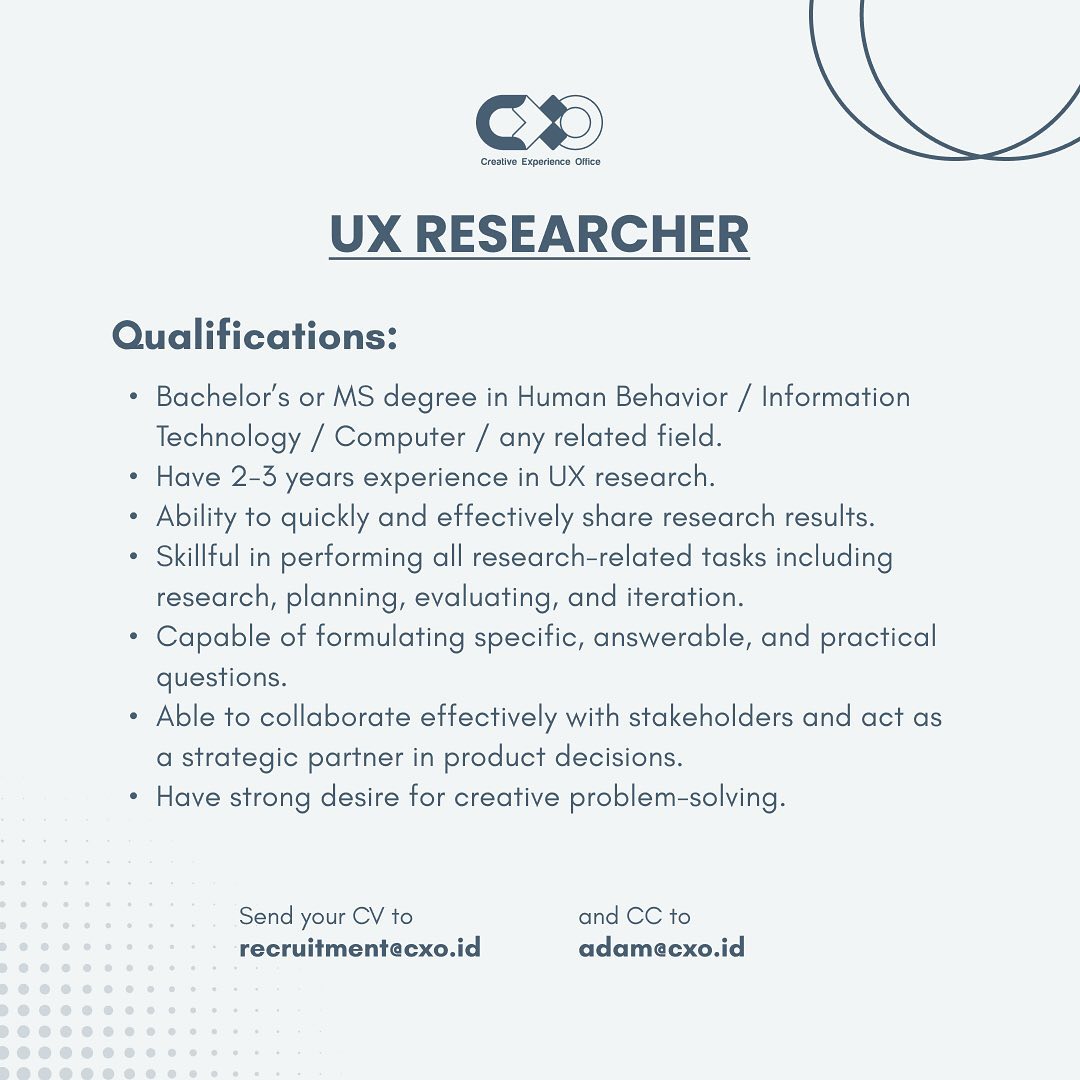 CXO
Creative Experience Office
UX RESEARCHER
Qualifications:
• Bachelor’s or MS degree in Human Behavior / Information
Technology / Computer / any related field.
• Have 2-3 years experience in UX research.
• Ability to quickly and effectively share research results.
• Skillful in performing all research-related tasks including
research, planning, evaluating, and iteration.
• Capable of formulating specific, answerable, and practical
questions.
• Able to collaborate effectively with stakeholders and act as
a strategic partner in product decisions.
• Have strong desire for creative problem-solving.
Send your CV to
recruitment@cxo.id
and CC to
adam@cxo.id